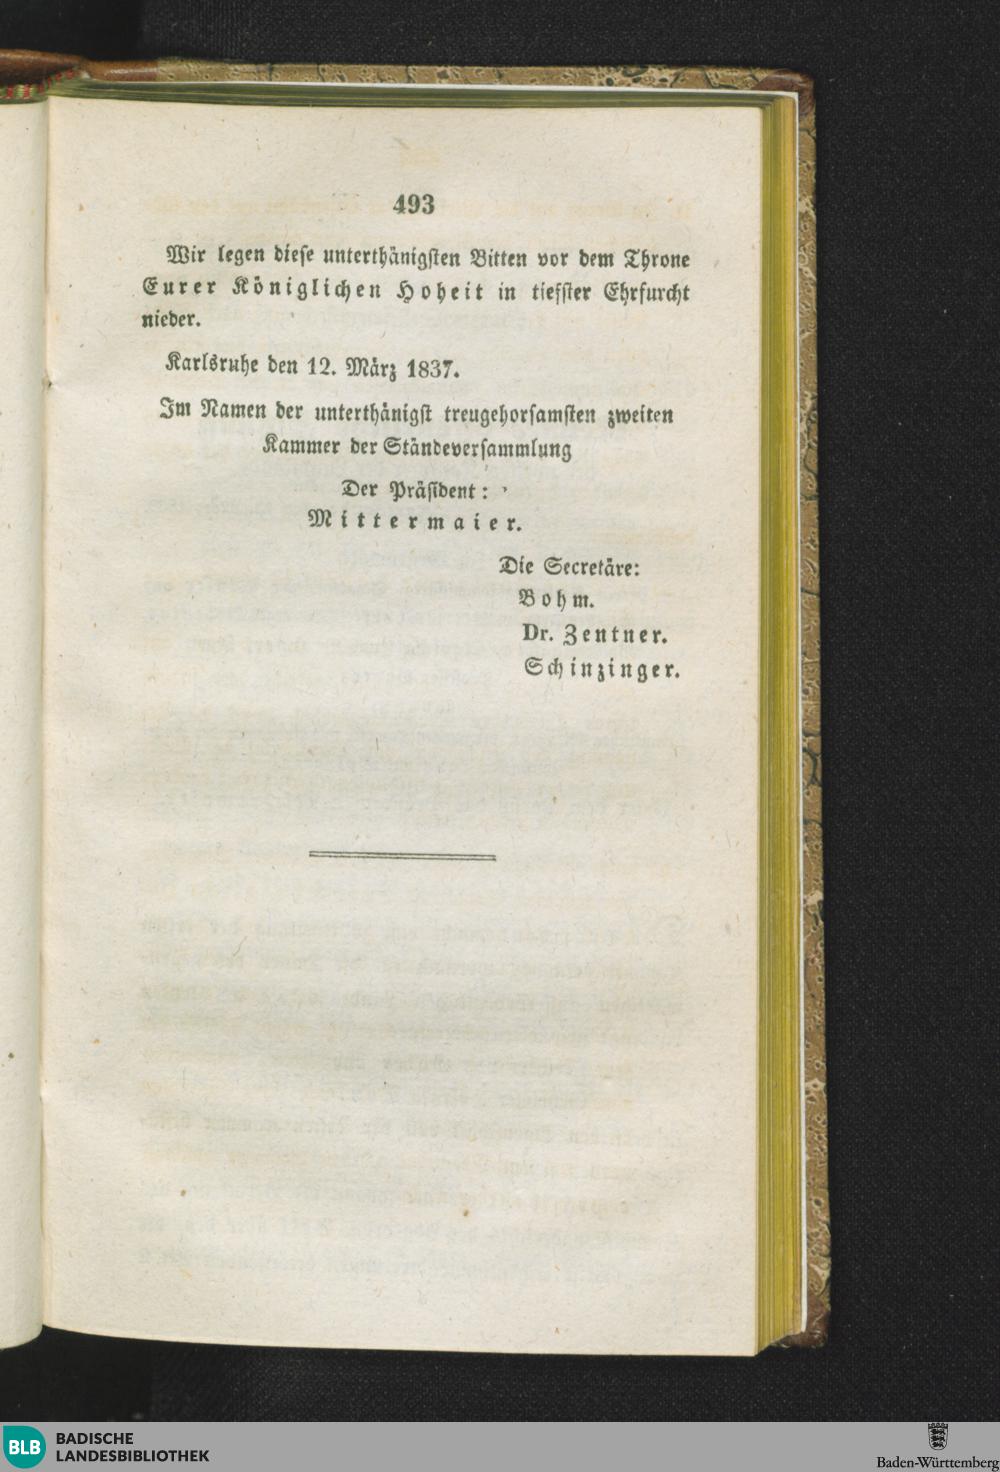 493
Wir legen diese unterthänigsten Bitten vor dem Throne
Eurer Königlichen Hoheit in tiefster Ehrfurcht
nieder.
Karlsruhe den 12. März 1837.
Im Namen der unterthänigst treugehorsamsten zweiten
Kammer der Ständeversammlung
Der Präsident:
Mittermaier.
Die Secretäre:
Bohm.
Dr. Zentner.
Schinzinger.
BLB BADISCHE
LANDESBIBLIOTHEK
Baden-Württemberg